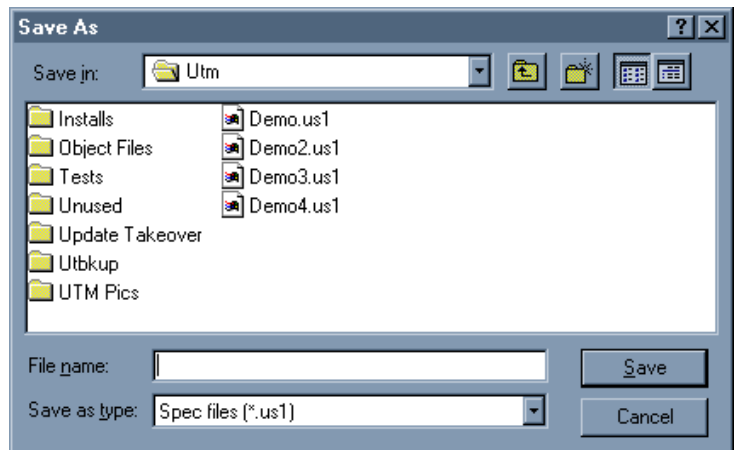 Save As
Save in: Utm
Installs Demo.us1
Object Files Demo2.us1
Tests Demo3.us1
Unused Demo4.us1
Update Takeover
Utbkup
UTM Pics
File name: Save
Save as type: Spec files (*.us1) Cancel